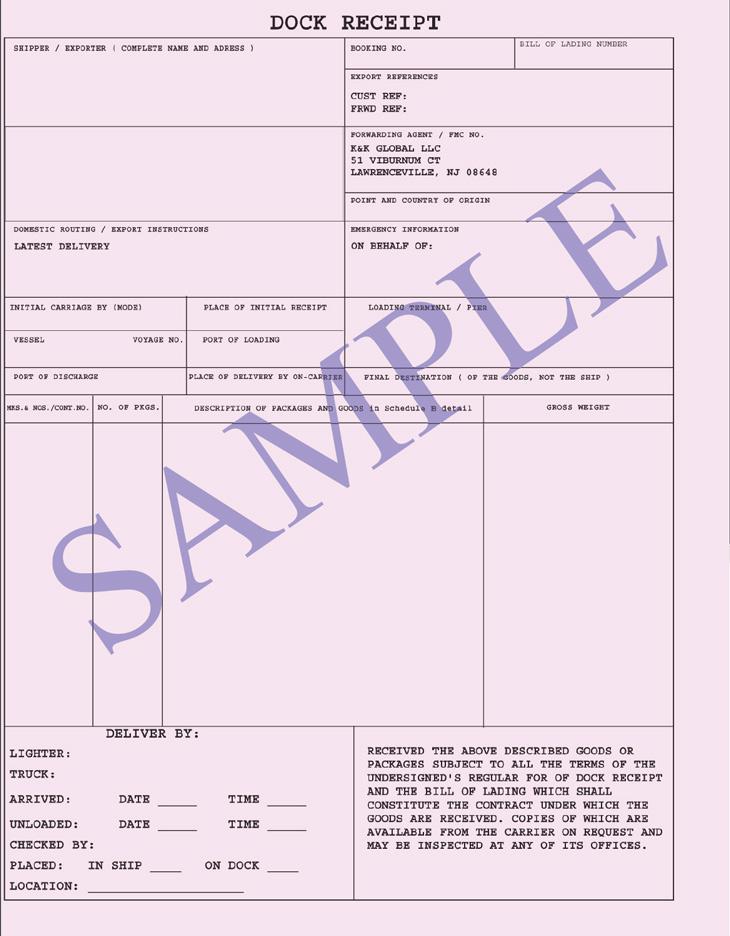 DOCK RECEIPT
SHIPPER / EXPORTER ( COMPLETE NAME AND ADRESS )
BOOKING NO.
BILL OF LADING NUMBER
EXPORT REFERENCES
CUST REF:
FRWD REF:
FORWARDING AGENT / FMC NO.
K&K GLOBAL LLC
51 VIBURNUM CT
LAWRENCEVILLE, NJ 08648
POINT AND COUNTRY OF ORIGIN
DOMESTIC ROUTING / EXPORT INSTRUCTIONS
LATEST DELIVERY
EMERGENCY INFORMATION
ON BEHALF OF:
INITIAL CARRIAGE BY (MODE)
PLACE OF INITIAL RECEIPT
LOADING TERMINAL / PIER
VESSEL VOYAGE NO.
PORT OF LOADING
PORT OF DISCHARGE
PLACE OF DELIVERY BY ON-CARRIER
FINAL DESTINATION ( OF THE GOODS, NOT THE SHIP )
MKS.& NOS./CONT.NO.
NO. OF PKGS.
DESCRIPTION OF PACKAGES AND GOODS in Schedule B detail
GROSS WEIGHT
SAMPLE
DELIVER BY:
LIGHTER:
TRUCK:
ARRIVED: DATE _____ TIME _____
UNLOADED: DATE _____ TIME _____
CHECKED BY:
PLACED: IN SHIP ____ ON DOCK ____
LOCATION: ____________________
RECEIVED THE ABOVE DESCRIBED GOODS OR
PACKAGES SUBJECT TO ALL THE TERMS OF THE
UNDERSIGNED'S REGULAR FOR OF DOCK RECEIPT
AND THE BILL OF LADING WHICH SHALL
CONSTITUTE THE CONTRACT UNDER WHICH THE
GOODS ARE RECEIVED. COPIES OF WHICH ARE
AVAILABLE FROM THE CARRIER ON REQUEST AND
MAY BE INSPECTED AT ANY OF ITS OFFICES.